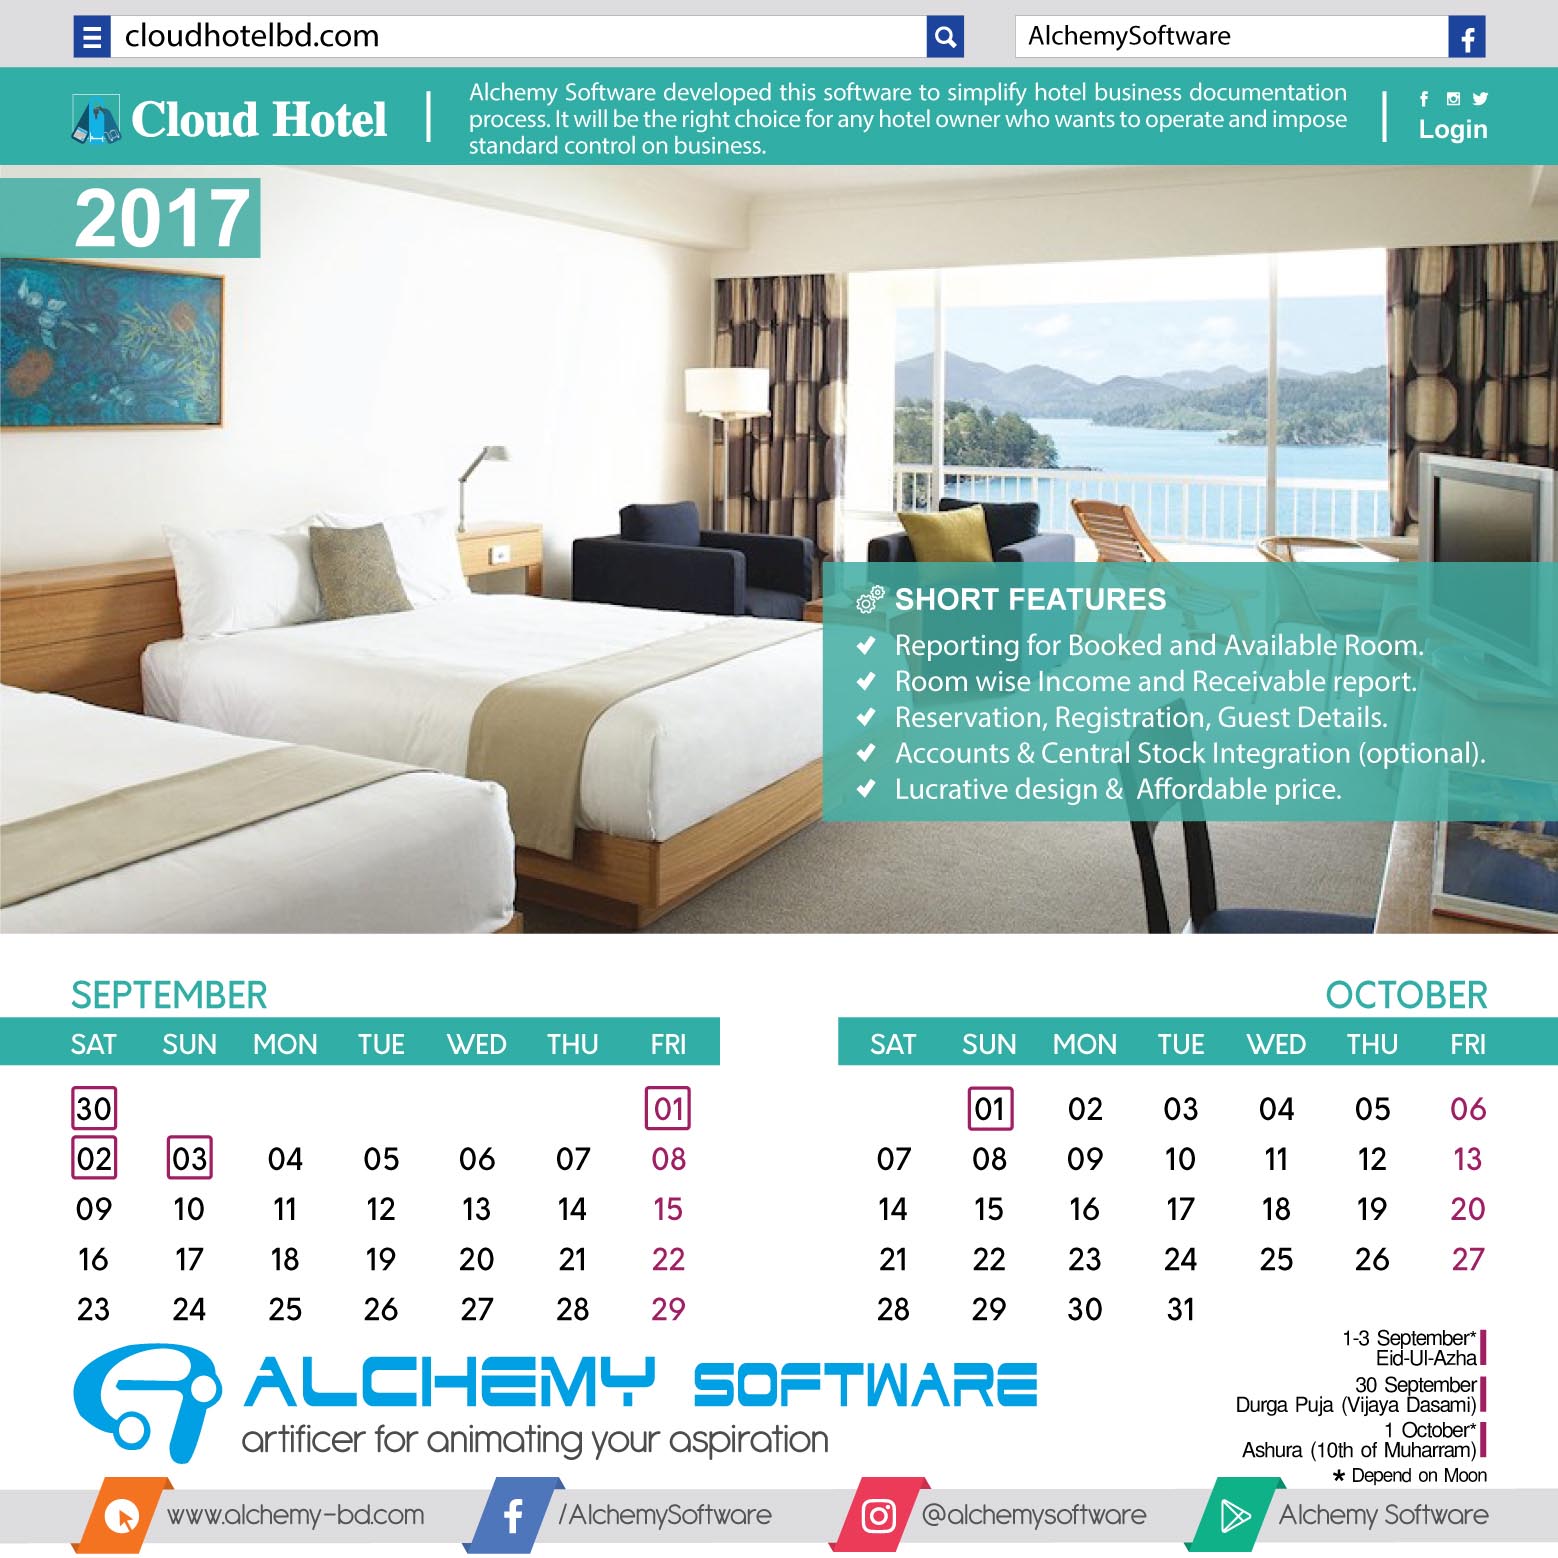 cloudhotelbd.com
AlchemySoftware
Cloud Hotel
Alchemy Software developed this software to simplify hotel business documentation
process. It will be the right choice for any hotel owner who wants to operate and impose
standard control on business.
Login
2017
SHORT FEATURES
Reporting for Booked and Available Room.
Room wise Income and Receivable report.
Reservation, Registration, Guest Details.
Accounts & Central Stock Integration (optional).
Lucrative design & Affordable price.
SEPTEMBER
SAT SUN MON TUE WED THU FRI
30 01
02 03 04 05 06 07 08
09 10 11 12 13 14 15
16 17 18 19 20 21 22
23 24 25 26 27 28 29
OCTOBER
SAT SUN MON TUE WED THU FRI
01 02 03 04 05 06
07 08 09 10 11 12 13
14 15 16 17 18 19 20
21 22 23 24 25 26 27
28 29 30 31
ALCHEMY SOFTWARE
artificer for animating your aspiration
1-3 September*
Eid-Ul-Azha
30 September
Durga Puja (Vijaya Dasami)
1 October*
Ashura (10th of Muharram)
* Depend on Moon
www.alchemy-bd.com
/AlchemySoftware
@alchemysoftware
Alchemy Software